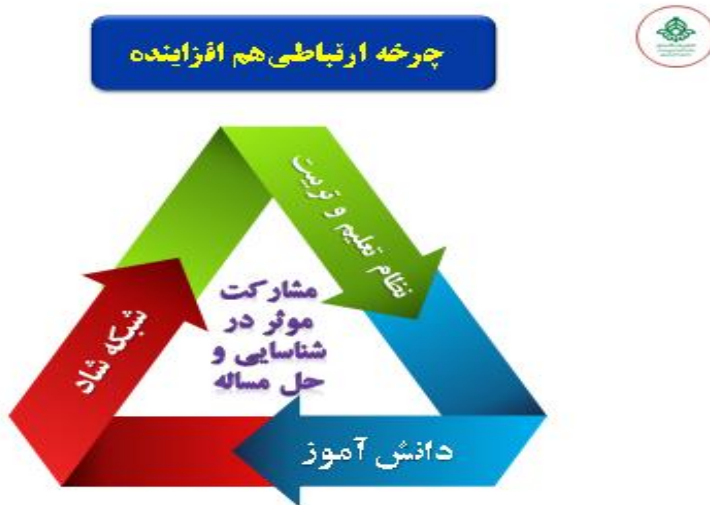 چرخه ارتباطی هم افزاینده
نظام تعلیم و تربیت
مشارکت
موثر در
شناسایی و
حل مساله
شبکه شاد
دانش آموز